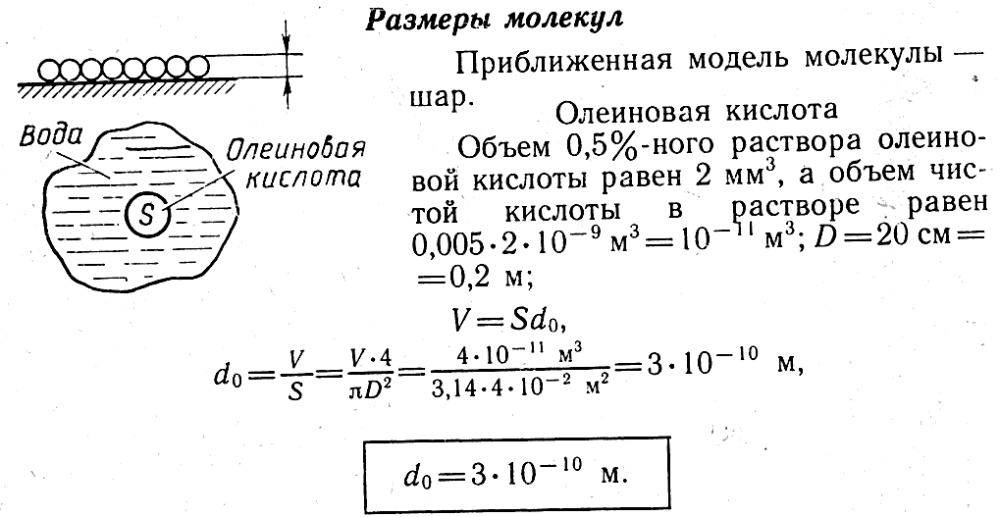 Размеры молекул
Приближенная модель молекулы —
шар.
Олеиновая кислота
Вода
Олеиновая
кислота
S
Объем 0,5%-ного раствора олеино-
вой кислоты равен 2 мм³, а объем чис-
той кислоты в растворе равен
0,005·2·10⁻⁹ м³=10⁻¹¹ м³; D=20 см=
=0,2 м;
V=Sd₀,
d₀=V/S=V·4/πD²=4·10⁻¹¹ м³/3,14·4·10⁻² м²=3·10⁻¹⁰ м,
d₀=3·10⁻¹⁰ м.